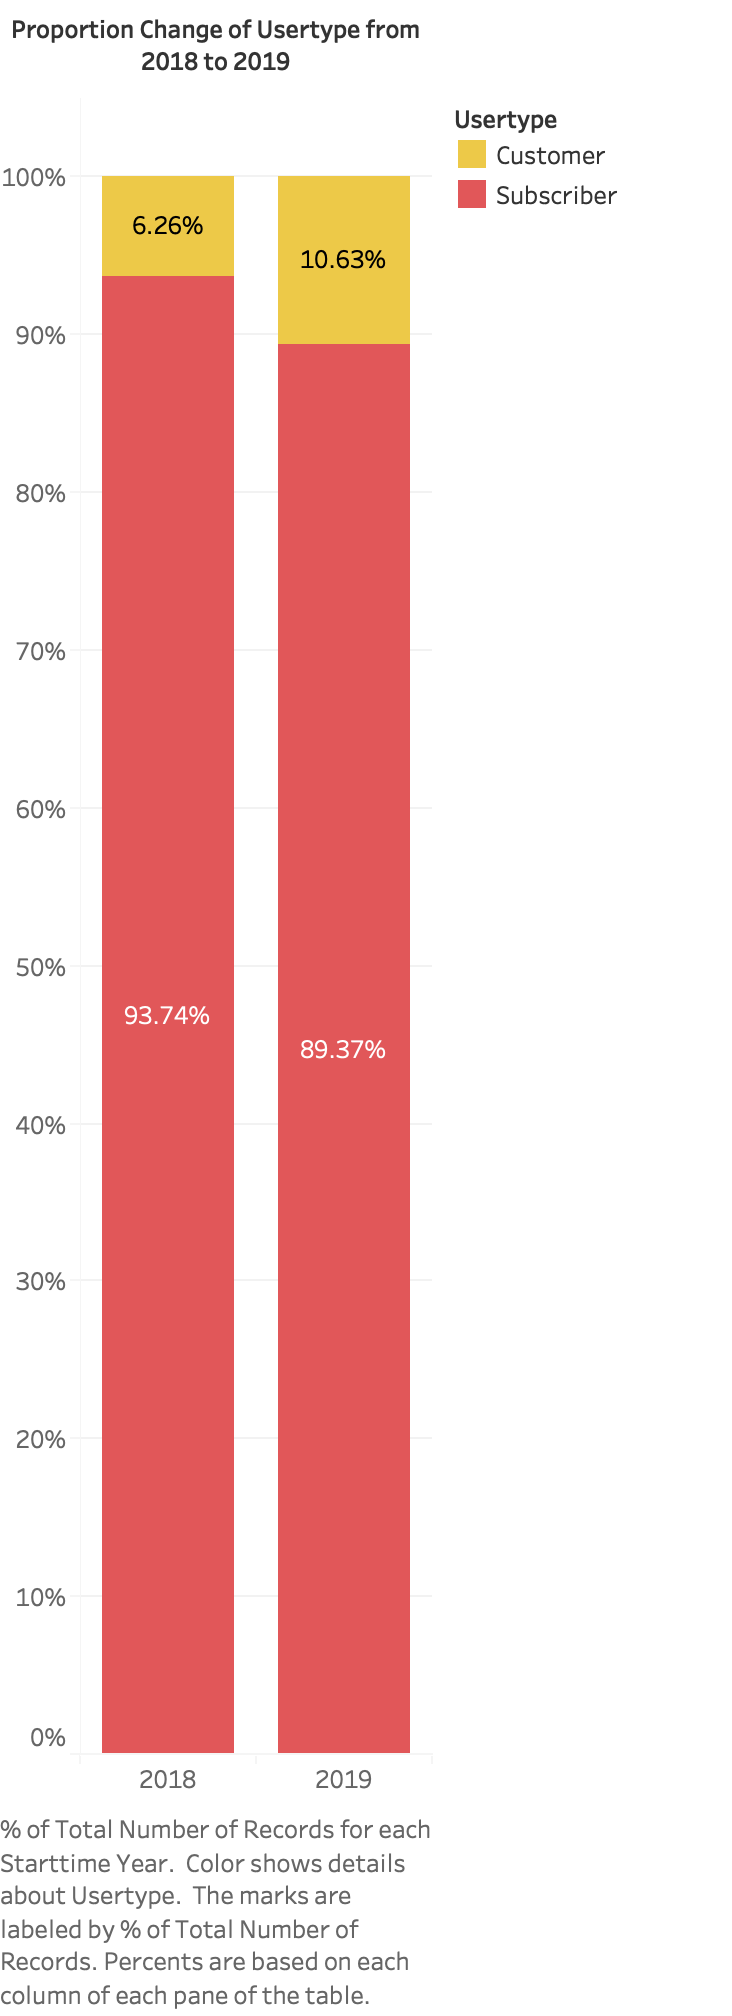 Proportion Change of Usertype from
2018 to 2019
Usertype
Customer
Subscriber
100%
6.26%
10.63%
90%
80%
70%
60%
50%
93.74%
89.37%
40%
30%
20%
10%
0%
2018 2019
% of Total Number of Records for each
Starttime Year.  Color shows details
about Usertype.  The marks are
labeled by % of Total Number of
Records. Percents are based on each
column of each pane of the table.